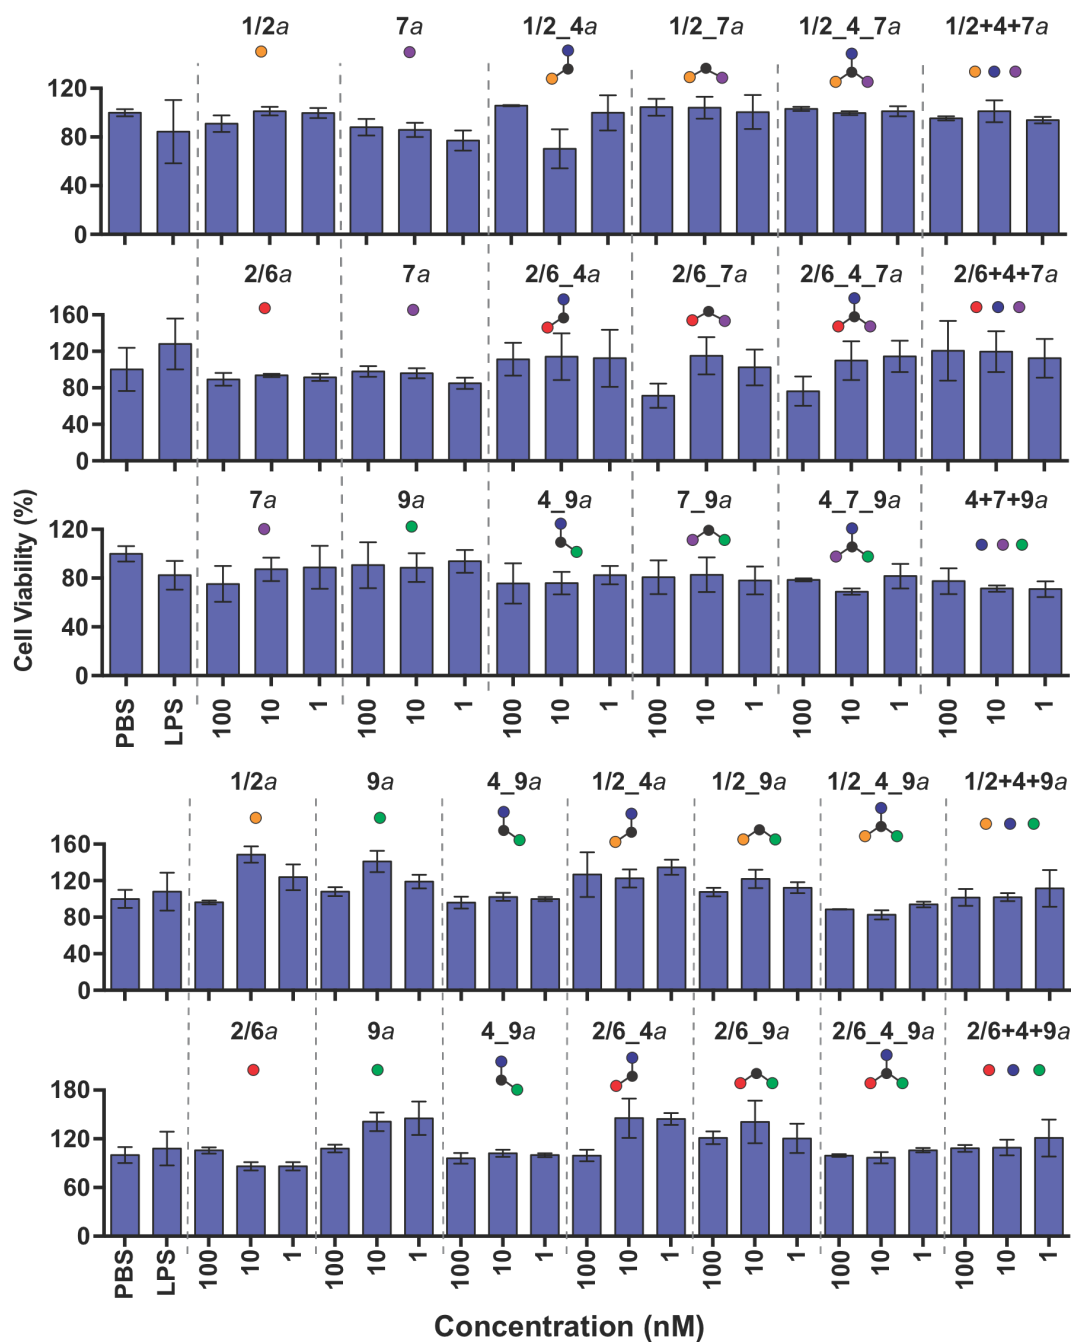 1/2a 7a 1/2_4a 1/2_7a 1/2_4_7a 1/2+4+7a
120
80
40
0
2/6a 7a 2/6_4a 2/6_7a 2/6_4_7a 2/6+4+7a
160
120
80
40
0
7a 9a 4_9a 7_9a 4_7_9a 4+7+9a
120
80
40
0
Cell Viability (%)
PBS LPS 100 10 1 100 10 1 100 10 1 100 10 1 100 10 1 100 10 1
1/2a 9a 4_9a 1/2_4a 1/2_9a 1/2_4_9a 1/2+4+9a
160
120
80
40
0
2/6a 9a 4_9a 2/6_4a 2/6_9a 2/6_4_9a 2/6+4+9a
180
120
60
0
PBS LPS 100 10 1 100 10 1 100 10 1 100 10 1 100 10 1 100 10 1 100 10 1
Concentration (nM)